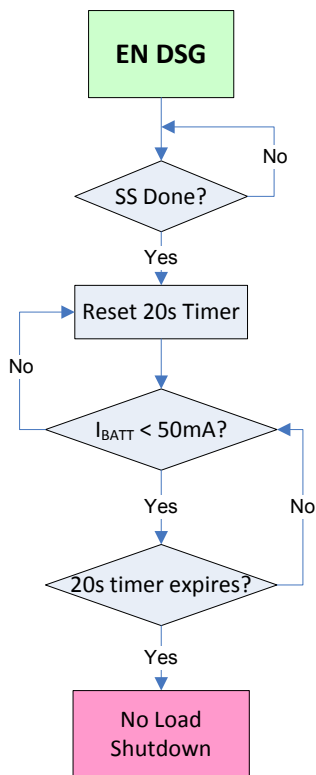 EN DSG
No
SS Done?
Yes
Reset 20s Timer
No
IBATT < 50mA?
Yes
No
20s timer expires?
Yes
No Load
Shutdown